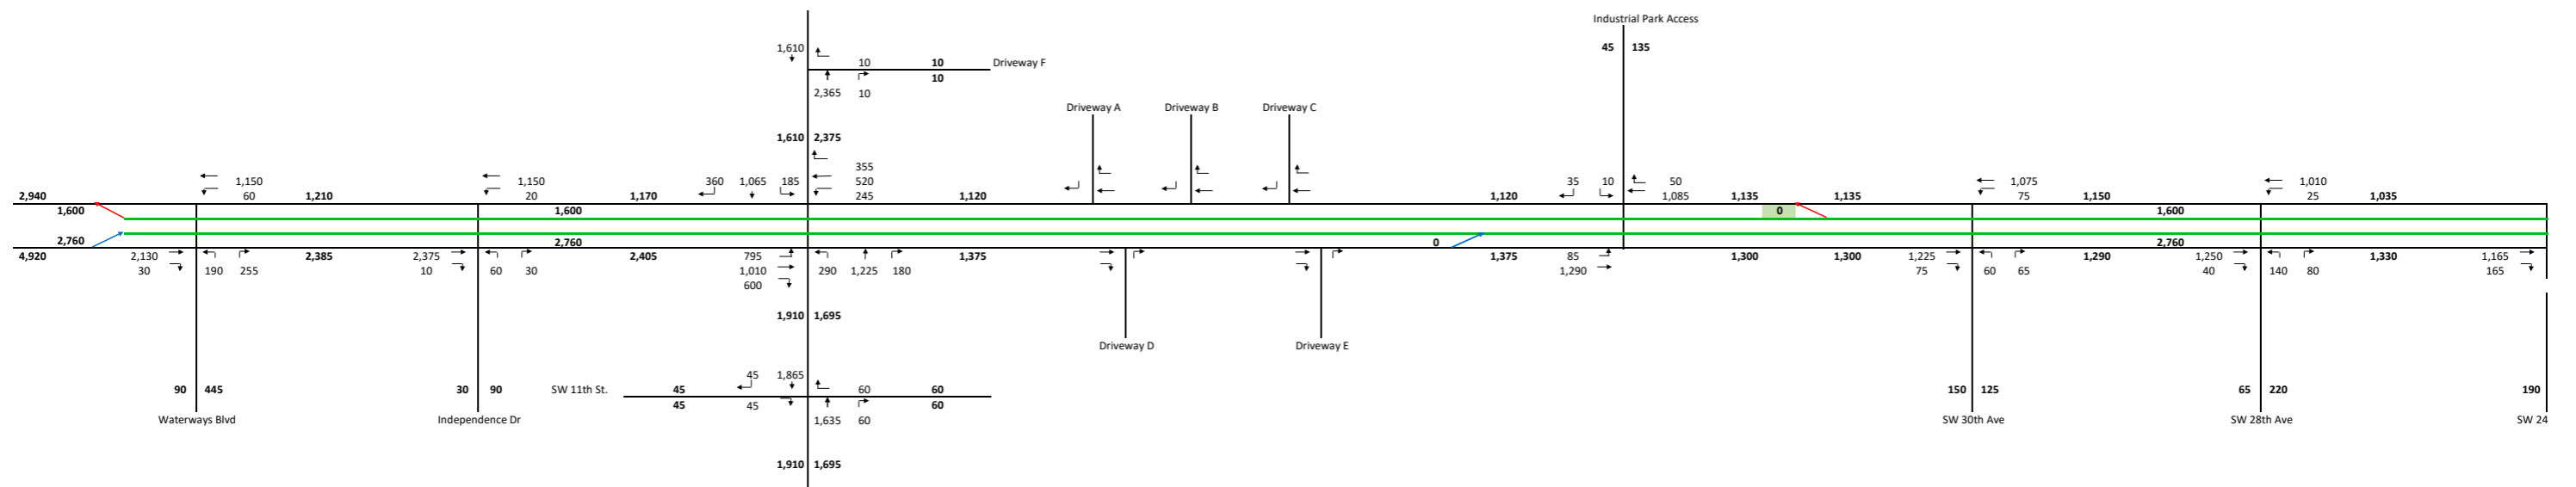 Industrial Park Access
1,610 45 135
10 10 Driveway F
10
2,365 10
Driveway A Driveway B Driveway C
1,610 2,375
355
1,150 1,150 360 1,065 185 520 35 10 50 1,075 1,010
2,940 60 1,210 20 1,170 245 1,120 1,120 1,085 1,135 1,135 75 1,150 25 1,035
1,600 1,600 0 1,600
2,760 2,760 0 2,760
4,920 2,130 2,385 2,375 2,405 795 1,375 1,375 85 1,300 1,300 1,225 1,290 1,250 1,330 1,165
30 190 255 10 60 30 1,010 290 1,225 180 1,290 75 60 65 40 140 80 165
600
1,910 1,695
Driveway D Driveway E
45 1,865
90 445 30 90 SW 11th St. 45 60 60 150 125 65 220 190
45 45 60
Waterways Blvd Independence Dr 1,635 60 SW 30th Ave SW 28th Ave SW 24
1,910 1,695